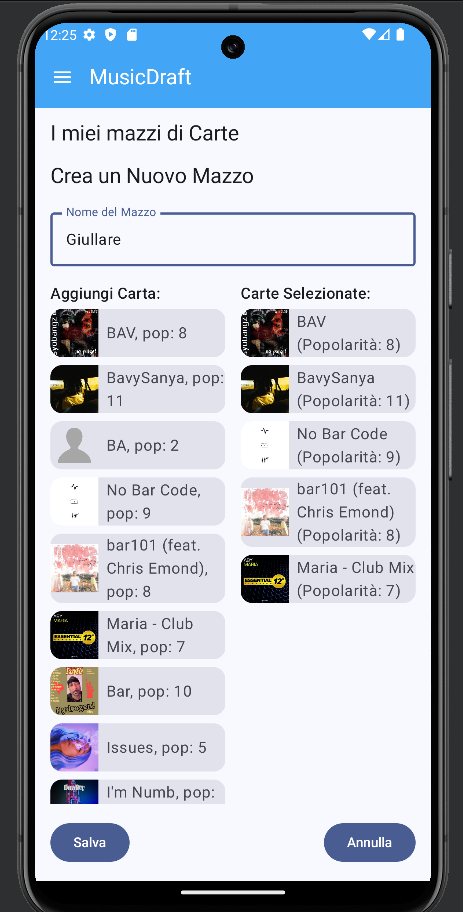 12:25
MusicDraft
I miei mazzi di Carte
Crea un Nuovo Mazzo
Nome del Mazzo
Giullare
Aggiungi Carta:
BAV, pop: 8
BavySanya, pop:
11
BA, pop: 2
No Bar Code,
pop: 9
bar101 (feat.
Chris Emond),
pop: 8
Maria - Club
Mix, pop: 7
Bar, pop: 10
Issues, pop: 5
I'm Numb, pop:
Carte Selezionate:
BAV
(Popolarità: 8)
BavySanya
(Popolarità: 11)
No Bar Code
(Popolarità: 9)
bar101 (feat.
Chris Emond)
(Popolarità: 8)
Maria - Club Mix
(Popolarità: 7)
Salva
Annulla